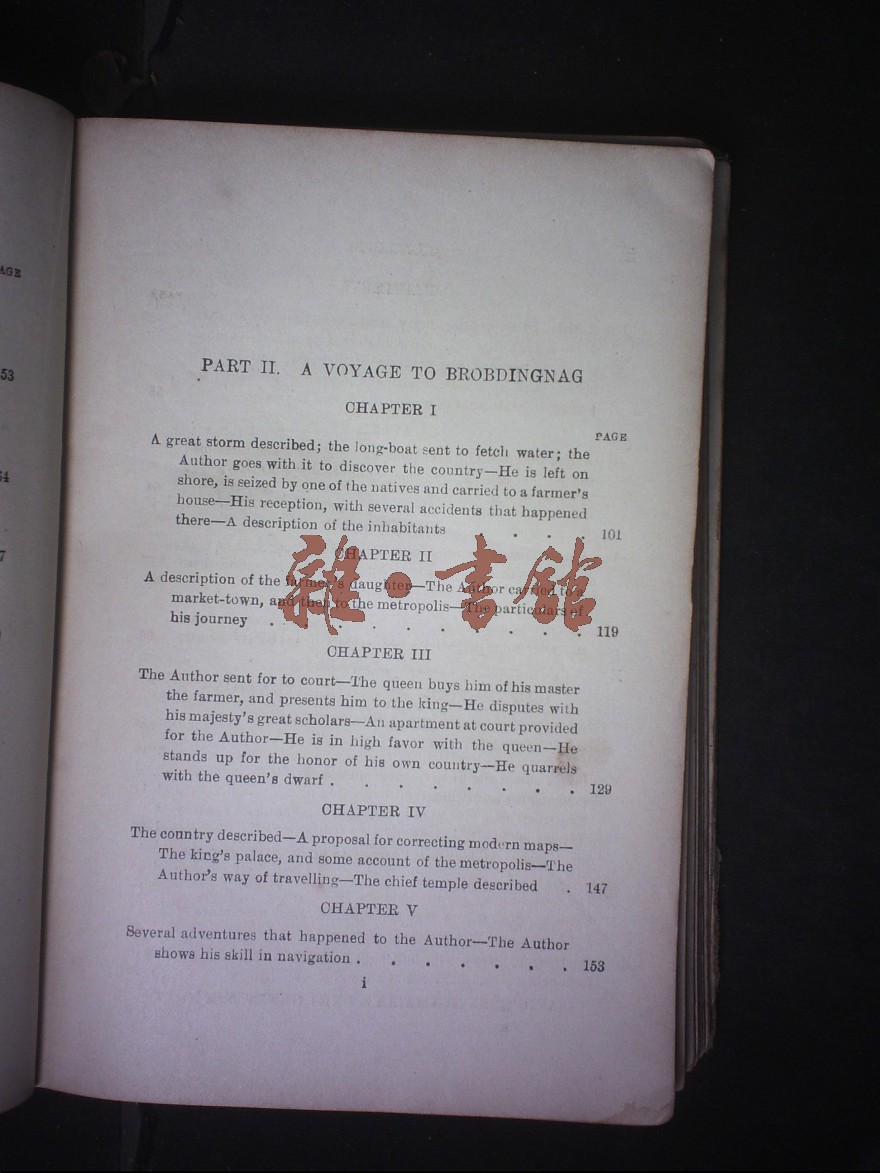 AGE
53
54
7
PART II. A VOYAGE TO BROBDINGNAG
CHAPTER I
PAGE
A great storm described; the long-boat sent to fetch water; the
Author goes with it to discover the country—He is left on
shore, is seized by one of the natives and carried to a farmer's
house—His reception, with several accidents that happened
there—A description of the inhabitants . . . 101
CHAPTER II
A description of the farmer's daughter—The Author carried to a
market-town, and then to the metropolis—The particulars of
his journey . . . . . . . . . . 119
雜·書館
CHAPTER III
The Author sent for to court—The queen buys him of his master
the farmer, and presents him to the king—He disputes with
his majesty's great scholars—An apartment at court provided
for the Author—He is in high favor with the queen—He
stands up for the honor of his own country—He quarrels
with the queen's dwarf . . . . . . . . 129
CHAPTER IV
The country described—A proposal for correcting modern maps—
The king's palace, and some account of the metropolis—The
Author's way of travelling—The chief temple described . 147
CHAPTER V
Several adventures that happened to the Author—The Author
shows his skill in navigation . . . . . . . 153
i